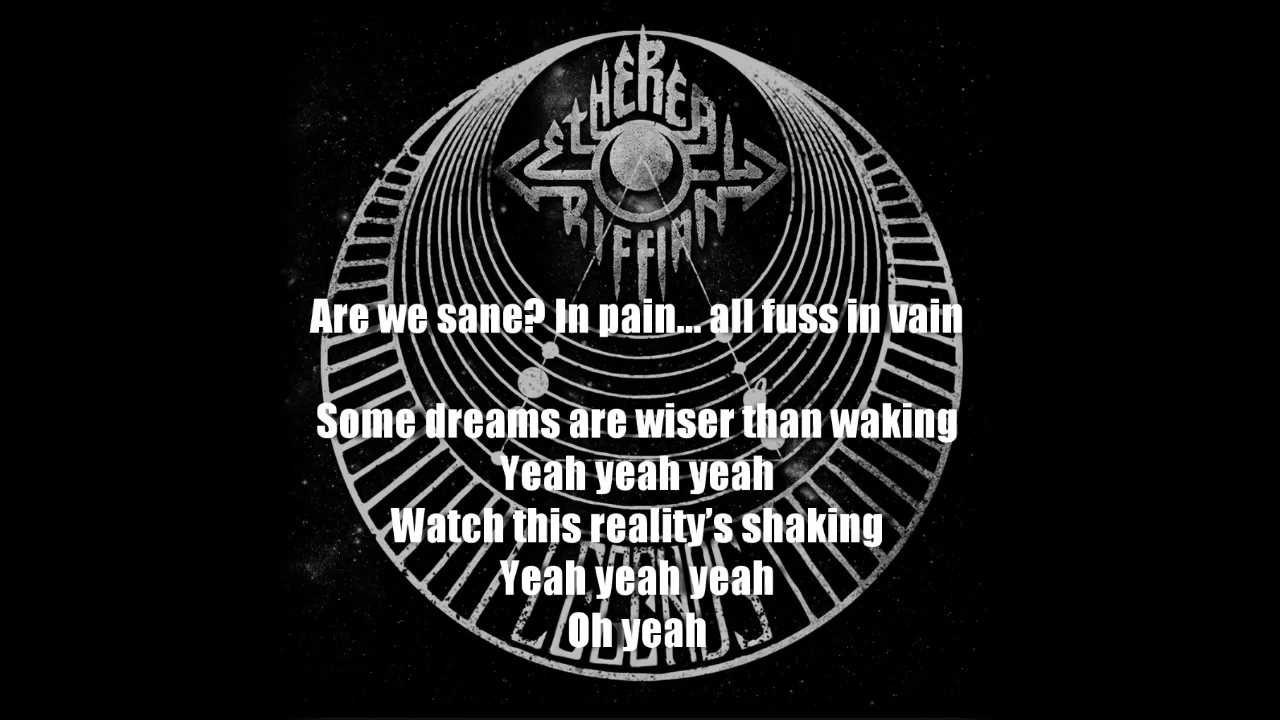 ETHEREAL
RIFFIAN
Are we sane? In pain... all fuss in vain
Some dreams are wiser than waking
Yeah yeah yeah
Watch this reality’s shaking
Yeah yeah yeah
Oh yeah
LEGENDS